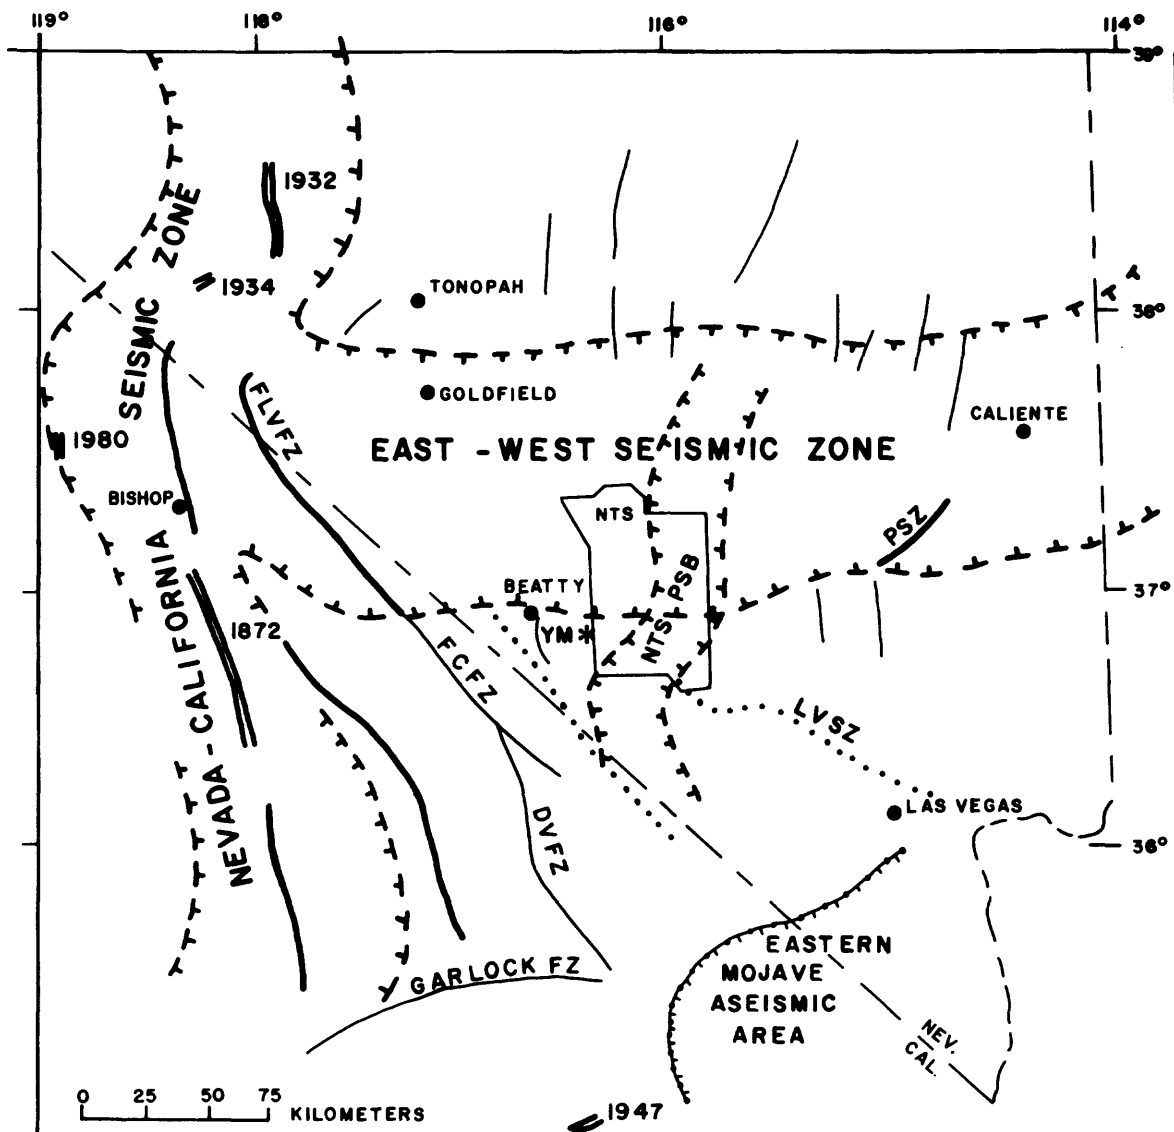 119°
118°
116°
114°
39°
1932
SEISMIC ZONE
1934
TONOPAH
38°
GOLDFIELD
FLVFZ
CALIENTE
1980
EAST-WEST SEISMIC ZONE
BISHOP
NTS
PSZ
BEATTY
37°
YM*
NTS PSB
1872
NEVADA-CALIFORNIA
FCFZ
LVSZ
LAS VEGAS
DVFZ
36°
EASTERN
MOJAVE
ASEISMIC
AREA
GARLOCK FZ
NEV.
CAL.
0 25 50 75
KILOMETERS
1947